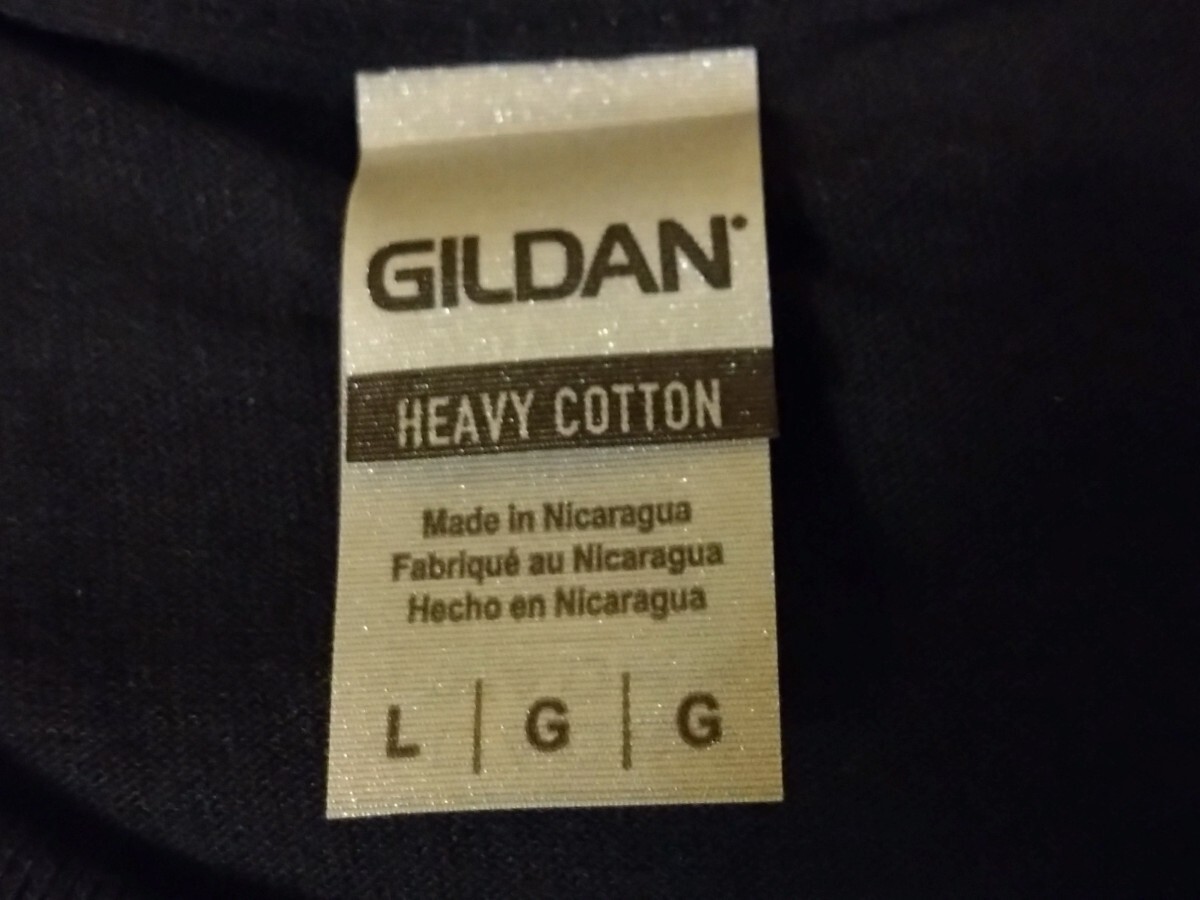 GILDAN
HEAVY COTTON
Made in Nicaragua
Fabriqué au Nicaragua
Hecho en Nicaragua
L | G | G